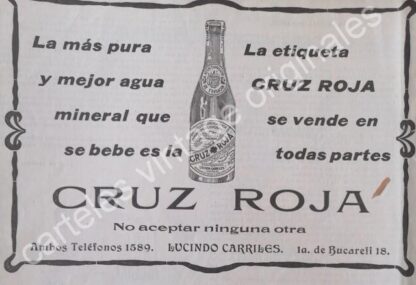 La más pura
y mejor agua
mineral que
se bebe es la
La etiqueta
CRUZ ROJA
se vende en
todas partes
CRUZ ROJA
CRUZ ROJA
No aceptar ninguna otra
Ambos Teléfonos 1589. LUCINDO CARRILES. 1a. de Bucareli 18.
carteles vintage originales